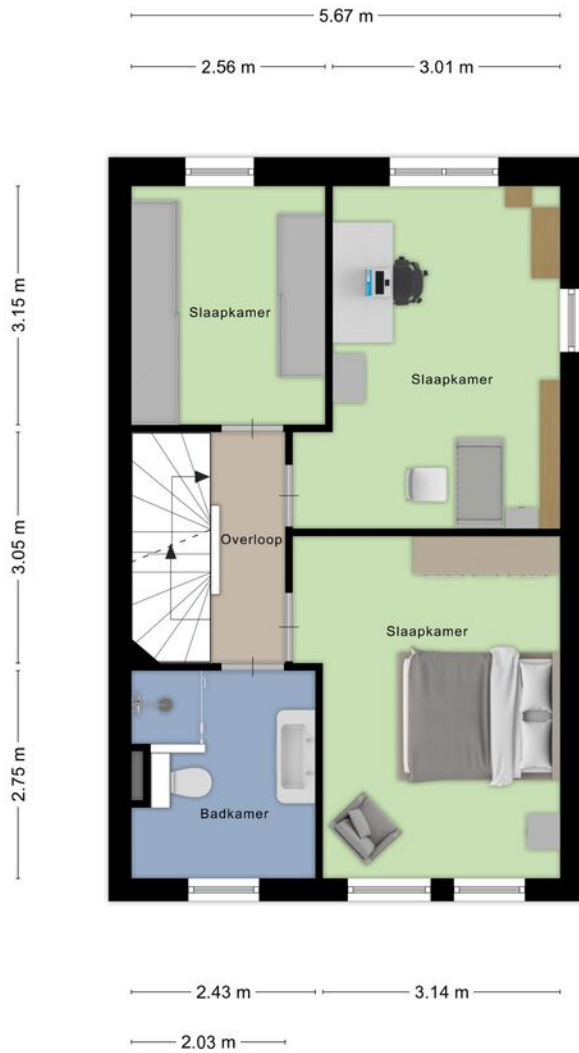 5.67 m
2.56 m
3.01 m
3.15 m
Slaapkamer
Slaapkamer
3.05 m
Overloop
Slaapkamer
2.75 m
Badkamer
2.43 m
3.14 m
2.03 m